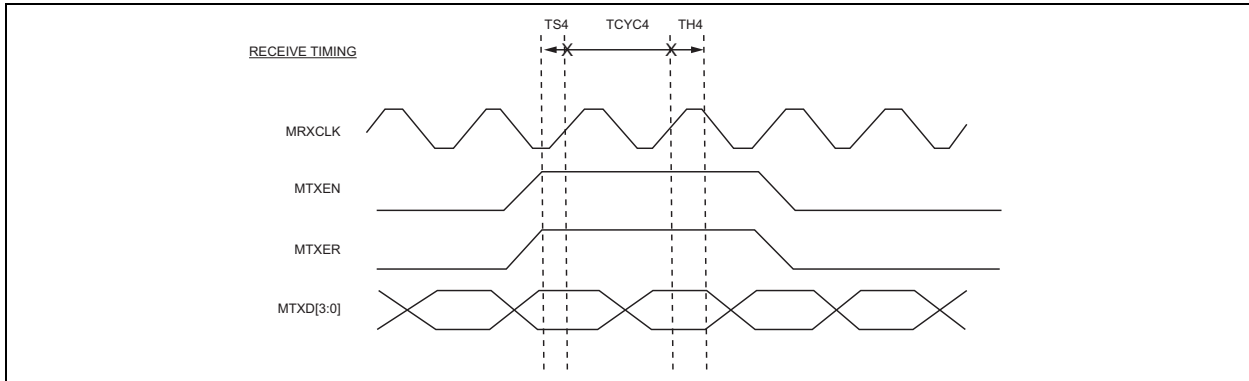 TS4 TCYC4 TH4
RECEIVE TIMING
MRXCLK
MTXEN
MTXER
MTXD[3:0]